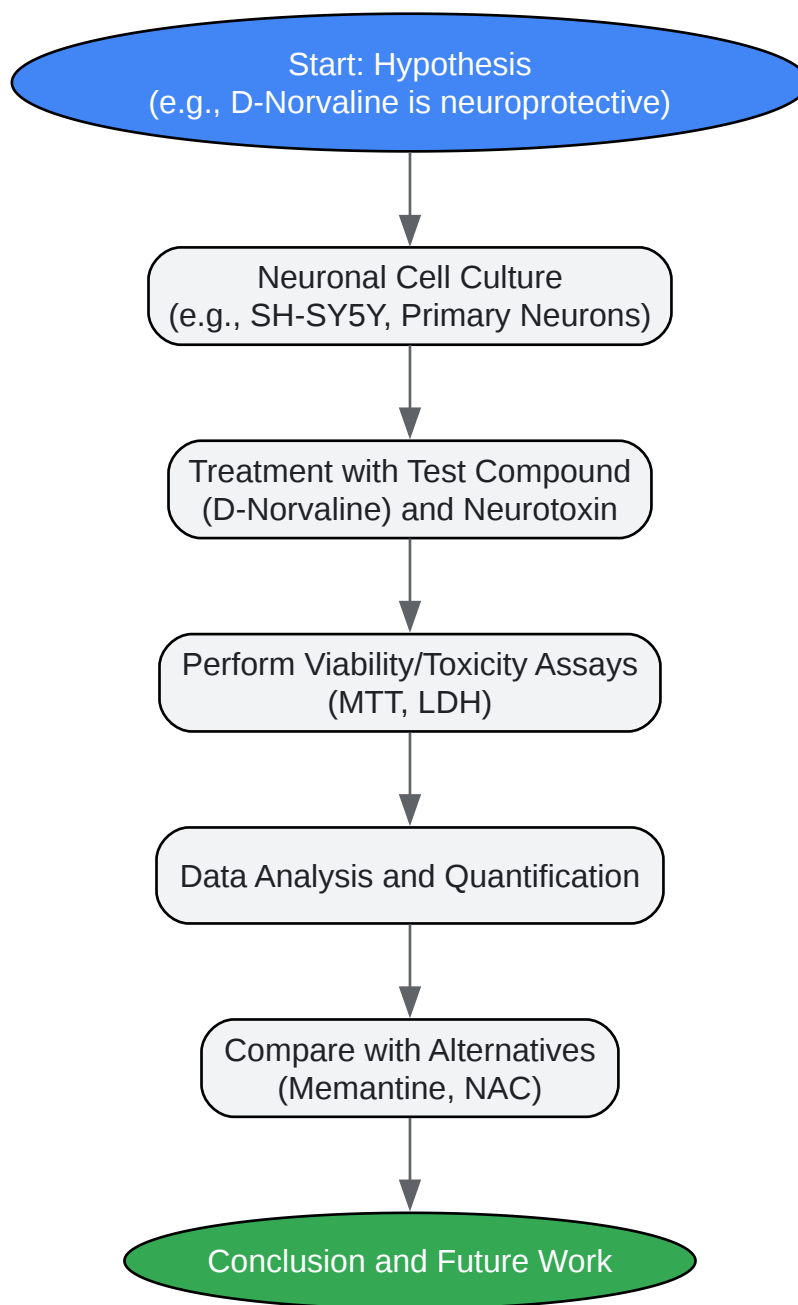 Start: Hypothesis
(e.g., D-Norvaline is neuroprotective)
Neuronal Cell Culture
(e.g., SH-SY5Y, Primary Neurons)
Treatment with Test Compound
(D-Norvaline) and Neurotoxin
Perform Viability/Toxicity Assays
(MTT, LDH)
Data Analysis and Quantification
Compare with Alternatives
(Memantine, NAC)
Conclusion and Future Work